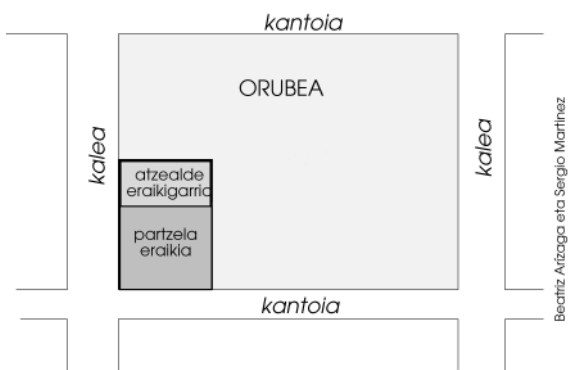 kantoia
ORUBEA
kalea
kalea
atzealde
eraikigarria
partzela
eraikia
kantoia
Beatriz Arizaga eta Sergio Martinez